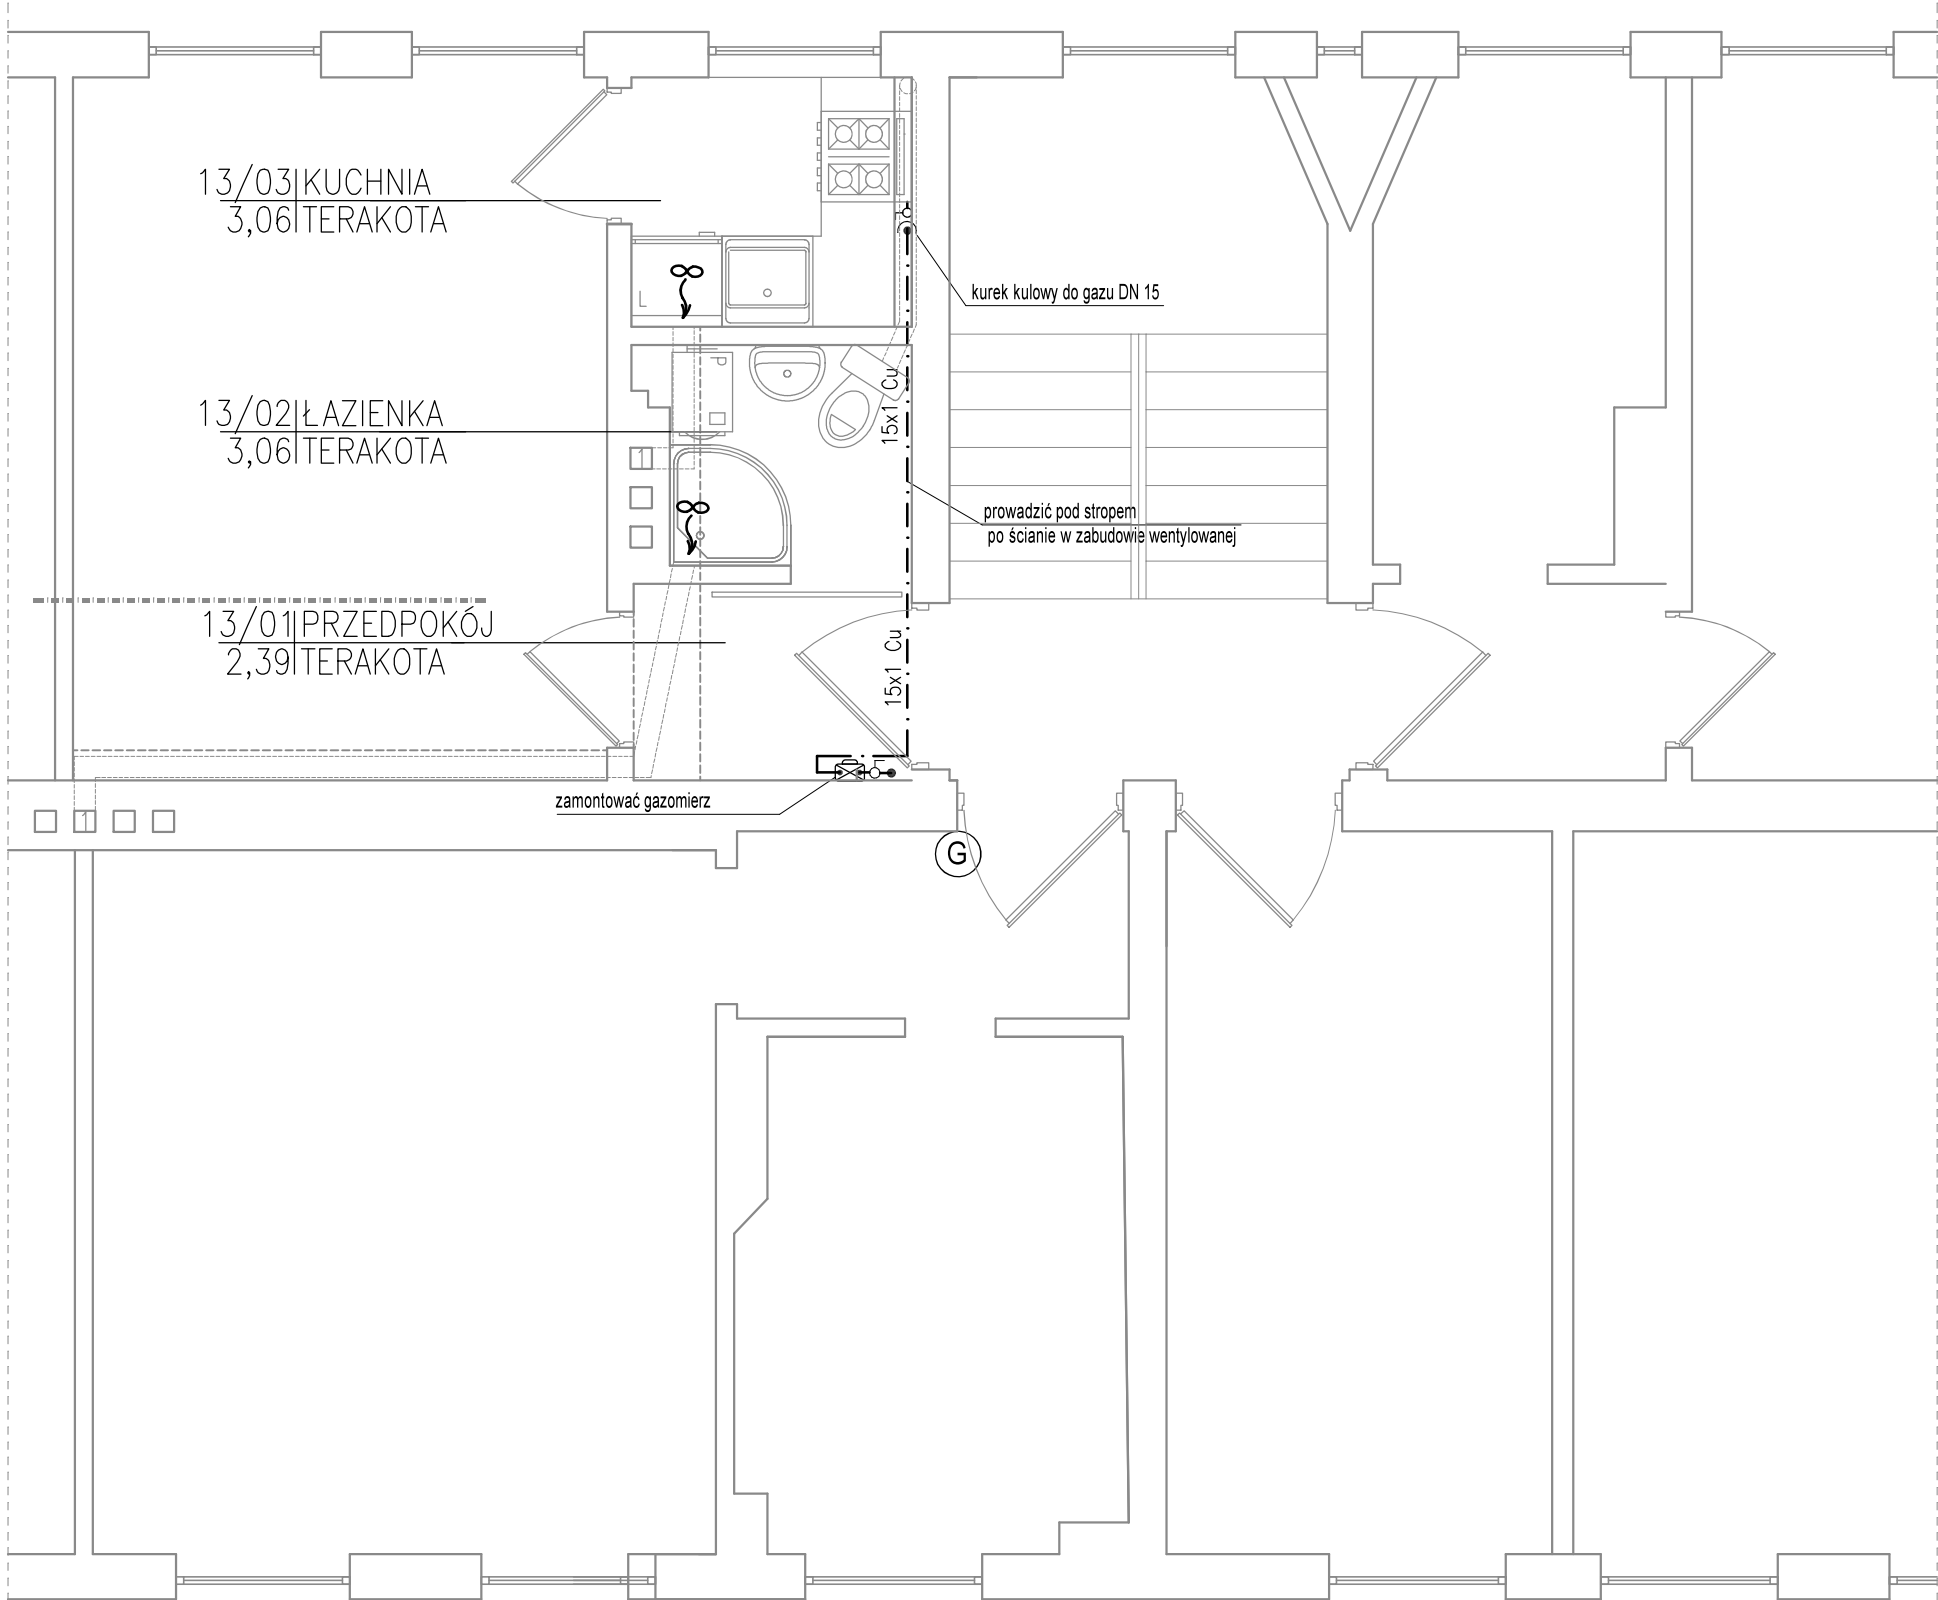 13/03 KUCHNIA
3,06 TERAKOTA
kurek kulowy do gazu DN 15
15x1 Cu
13/02 ŁAZIENKA
3,06 TERAKOTA
prowadzić pod stropem
po ścianie w zabudowie wentylowanej
13/01 PRZEDPOKÓJ
2,39 TERAKOTA
15x1 Cu
zamontować gazomierz
G